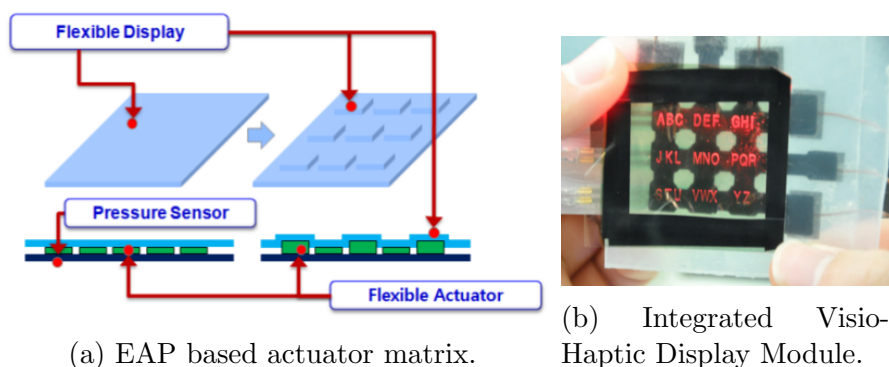 Flexible Display
Pressure Sensor
Flexible Actuator
(a) EAP based actuator matrix.
ABC DEF GHI
JKL MNO PQR
STU VWX YZ
(b) Integrated Visio-
Haptic Display Module.